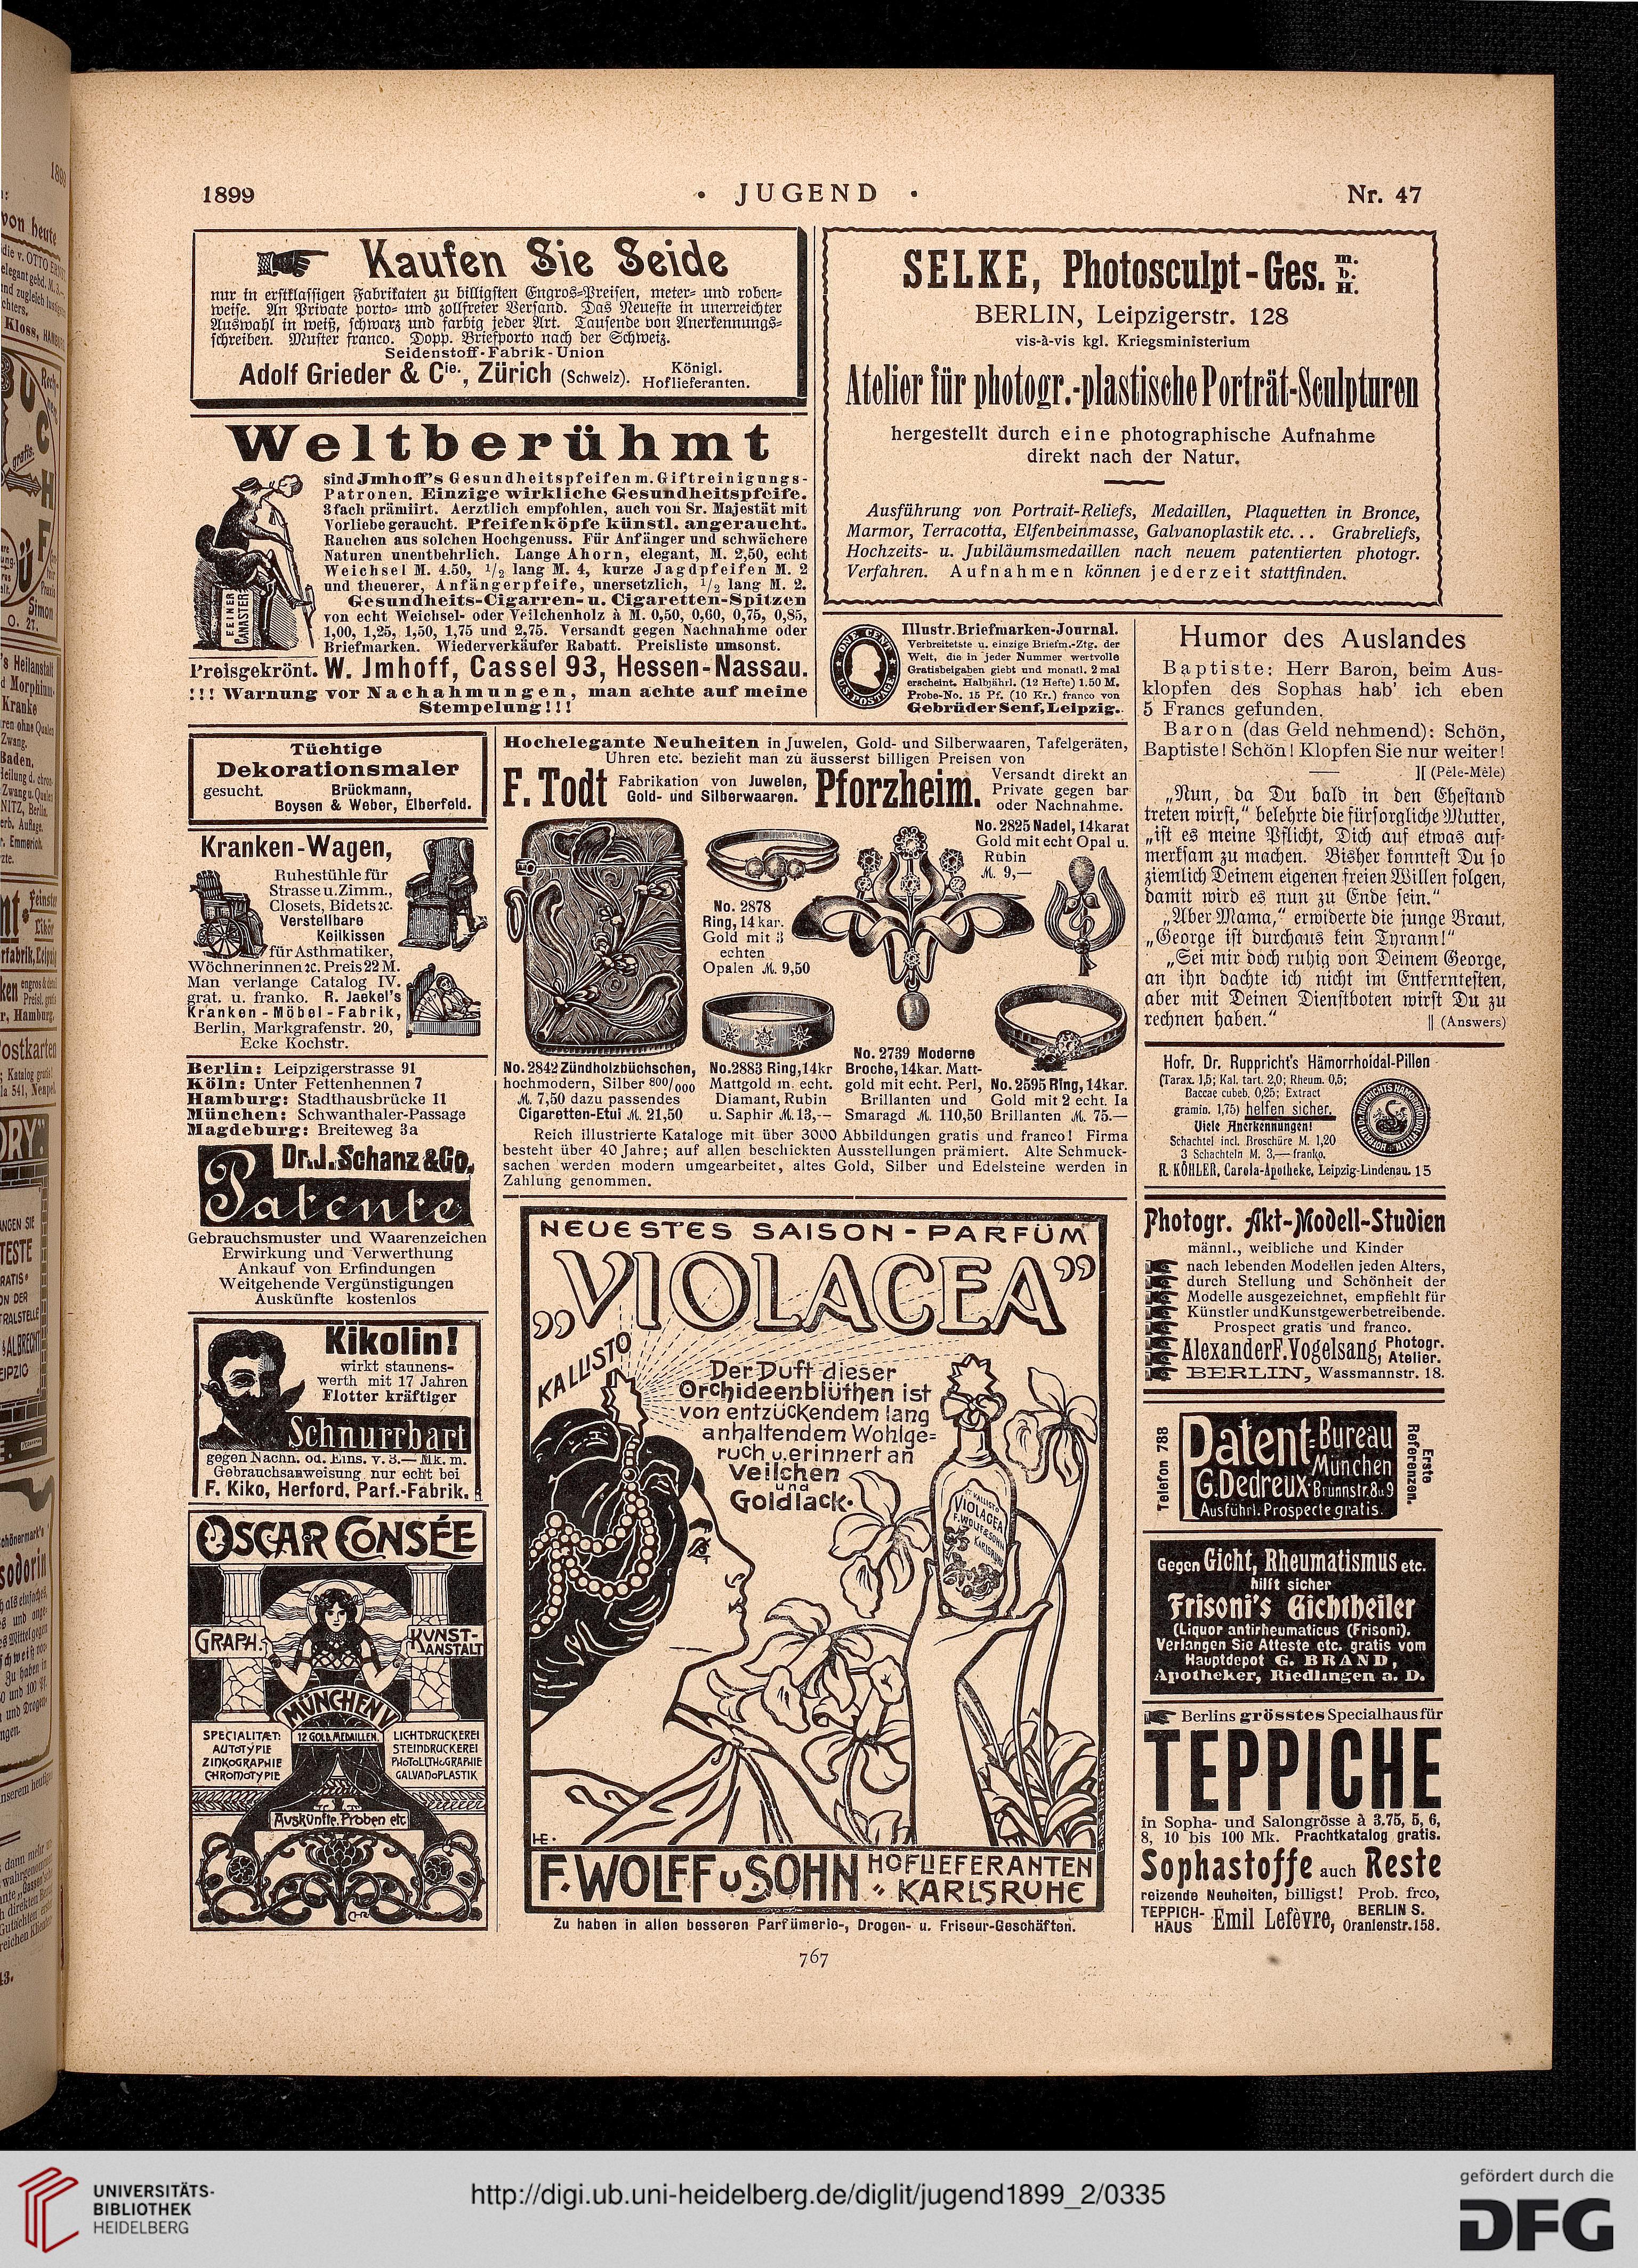 1899
· JUGEND ·
Nr. 47
Kaufen Sie Seide
nur in erstklassigen Fabrikaten zu billigsten Engros-Preisen, meter- und roben-
weise. An Private porto- und zollfreier Versand. Das Neueste in unerreichter
Auswahl in weiß, schwarz und farbig jeder Art. Tausende von Anerkennungs-
schreiben. Muster franco. Dopp. Briefporto nach der Schweiz.
Seidenstoff-Fabrik-Union
Adolf Grieder & Cie., Zürich (Schweiz). Königl. Hoflieferanten.
Weltberühmt
sind Jmhoff's Gesundheitspfeifen m. Giftreinigungs-
Patronen. Einzige wirkliche Gesundheitspfeife.
3fach prämiirt. Aerztlich empfohlen, auch von Sr. Majestät mit
Vorliebe geraucht. Pfeifenköpfe künstl. angeraucht.
Rauchen aus solchen Hochgenuss. Für Anfänger und schwächere
Naturen unentbehrlich. Lange Ahorn, elegant, M. 2,50, echt
Weichsel M. 4.50, 1/2 lang M. 4, kurze Jagdpfeifen M. 2
und theuerer, Anfängerpfeife, unersetzlich, 1/2 lang M. 2.
Gesundheits-Cigarren- u. Cigaretten-Spitzen
von echt Weichsel- oder Veilchenholz à M. 0,50, 0,60, 0,75, 0,85,
1,00, 1,25, 1,50, 1,75 und 2,75. Versandt gegen Nachnahme oder
Briefmarken. Wiederverkäufer Rabatt. Preisliste umsonst.
FEINER
CANASTER
Preisgekrönt. W. Jmhoff, Cassel 93, Hessen-Nassau.
!!! Warnung vor Nachahmungen, man achte auf meine
Stempelung!!!
SELKE, Photosculpt-Ges. m. b. H.
BERLIN, Leipzigerstr. 128
vis-à-vis kgl. Kriegsministerium
Atelier für photogr.-plastische Porträt-Sculpturen
hergestellt durch eine photographische Aufnahme
direkt nach der Natur.
Ausführung von Portrait-Reliefs, Medaillen, Plaquetten in Bronce,
Marmor, Terracotta, Elfenbeinmasse, Galvanoplastik etc... Grabreliefs,
Hochzeits- u. Jubiläumsmedaillen nach neuem patentierten photogr.
Verfahren. Aufnahmen können jederzeit stattfinden.
ONE CENT
U.S. POSTAGE
Illustr. Briefmarken-Journal.
Verbreitetste u. einzige Briefm.-Ztg. der
Welt, die in jeder Nummer wertvolle
Gratisbeigaben giebt und monatl. 2 mal
erscheint. Halbjährl. (12 Hefte) 1.50 M.
Probe-No. 15 Pf. (10 Kr.) franco von
Gebrüder Senf, Leipzig.
Humor des Auslandes
Baptiste: Herr Baron, beim Aus-
klopfen des Sophas hab' ich eben
5 Francs gefunden.
Baron (das Geld nehmend): Schön,
Baptiste! Schön! Klopfen Sie nur weiter!
][ (Pèle-Mèle)
„Nun, da Du bald in den Ehestand
treten wirst,“ belehrte die fürsorgliche Mutter,
„ist es meine Pflicht, Dich auf etwas auf-
merksam zu machen. Bisher konntest Du so
ziemlich Deinem eigenen freien Willen folgen,
damit wird es nun zu Ende sein.“
„Aber Mama,“ erwiderte die junge Braut,
„George ist durchaus kein Tyrann!“
„Sei mir doch ruhig von Deinem George,
an ihn dachte ich nicht im Entferntesten,
aber mit Deinen Dienstboten wirst Du zu
rechnen haben.“
|| (Answers)
Tüchtige
Dekorationsmaler
gesucht. Brückmann,
Boysen & Weber, Elberfeld.
Kranken-Wagen,
Ruhestühle für
Strasse u. Zimm.,
Closets, Bidets ꝛc.
Verstellbare
Keilkissen
für Asthmatiker,
Wöchnerinnen ꝛc. Preis 22 M.
Man verlange Catalog IV.
grat. u. franko. R. Jaekel's
Kranken-Möbel-Fabrik,
Berlin, Markgrafenstr. 20,
Ecke Kochstr.
Berlin: Leipzigerstrasse 91
Köln: Unter Fettenhennen 7
Hamburg: Stadthausbrücke 11
München: Schwanthaler-Passage
Magdeburg: Breiteweg 3a
Dr. J. Schanz & Co.
Patente
Gebrauchsmuster und Waarenzeichen
Erwirkung und Verwerthung
Ankauf von Erfindungen
Weitgehende Vergünstigungen
Auskünfte kostenlos
Kikolin!
wirkt staunens-
werth mit 17 Jahren
Flotter kräftiger
Schnurrbart
gegen Nachn. od. Eins. v. 3.— Mk. m.
Gebrauchsanweisung nur echt bei
F. Kiko, Herford, Parf.-Fabrik.
OSCAR CONSÉE
GRAPH.
KUNST-
ANSTALT
MÜNCHEN V
12 GOLD. MEDAILLEN.
SPECIALITÆT:
AUTOTYPIE
ZINKOGRAPHIE
CHROMOTYPIE
LICHTDRUCKEREI
STEINDRUCKEREI
PHOTOLITHOGRAPHIE
GALVANOPLASTIK
Auskünfte, Proben etc
Hochelegante Neuheiten in Juwelen, Gold- und Silberwaaren, Tafelgeräten,
Uhren etc. bezieht man zu äusserst billigen Preisen von
F. Todt Fabrikation von Juwelen, Gold- und Silberwaaren. Pforzheim. Versandt direkt an Private gegen bar oder Nachnahme.
No. 2825 Nadel, 14karat
Gold mit echt Opal u.
Rubin
M. 9,—
No. 2878
Ring, 14 kar.
Gold mit 3
echten
Opalen M. 9,50
No. 2842 Zündholzbüchschen,
hochmodern, Silber 800/000
M. 7,50 dazu passendes
Cigaretten-Etui M. 21,50
No. 2883 Ring, 14kr
Mattgold m. echt.
Diamant, Rubin
u. Saphir M. 13,--
No. 2739 Moderne
Broche, 14kar. Matt-
gold mit echt. Perl,
Brillanten und
Smaragd M. 110,50
No. 2595 Ring, 14kar.
Gold mit 2 echt. Ia
Brillanten M. 75.—
Reich illustrierte Kataloge mit über 3000 Abbildungen gratis und franco! Firma
besteht über 40 Jahre; auf allen beschickten Ausstellungen prämiert. Alte Schmuck-
sachen werden modern umgearbeitet, altes Gold, Silber und Edelsteine werden in
Zahlung genommen.
NEUESTES SAISON-PARFÜM
„VIOLACEA”
KALLISTO
Der Duft dieser
Orchideenblüthen ist
von entzückendem lang
anhaltendem Wohlge=
ruch u. erinnert an
Veilchen
und
Goldlack.
KALLISTO
VIOLACEA
F. WOLFF & SOHN
KARLSRUHE
HE.
F. WOLFF u SOHN HOFLIEFERANTEN
KARLSRUHE
Zu haben in allen besseren Parfümerie-, Drogen- u. Friseur-Geschäften.
Hofr. Dr. Ruppricht's Hämorrhoidal-Pillen
(Tarax. 1,5; Kal. tart. 2,0; Rheum. 0,5;
Baccae cubeb. 0,25; Extract
gramin. 1,75) helfen sicher.
Viele Anerkennungen!
Schachtel incl. Broschüre M. 1,20
3 Schachteln M. 3,— franko.
R. KÖHLER, Carola-Apotheke, Leipzig-Lindenau. 15
Photogr. Akt-Modell-Studien
männl., weibliche und Kinder
nach lebenden Modellen jeden Alters,
durch Stellung und Schönheit der
Modelle ausgezeichnet, empfiehlt für
Künstler und Kunstgewerbetreibende.
Prospect gratis und franco.
Alexander F. Vogelsang, Photogr. Atelier.
BERLIN, Wassmannstr. 18.
Telefon 788
Patent-Bureau
München
G. Dedreux Brunnstr. 8u9
Ausführl. Prospecte gratis.
Erste
Referenzen.
Gegen Gicht, Rheumatismus etc.
hilft sicher
Frisoni's Gichtheiler
(Liquor antirheumaticus (Frisoni).
Verlangen Sie Atteste etc. gratis vom
Hauptdepot G. BRAND,
Apotheker, Riedlingen a. D.
Berlins grösstes Specialhaus für
TEPPICHE
in Sopha- und Salongrösse à 3.75, 5, 6,
8, 10 bis 100 Mk. Prachtkatalog gratis.
Sophastoffe auch Reste
reizende Neuheiten, billigst! Prob. frco,
TEPPICH-HAUS Emil Lefèvre, BERLIN S. Oranienstr. 158.
767
UNIVERSITÄTS-
BIBLIOTHEK
HEIDELBERG
http://digi.ub.uni-heidelberg.de/diglit/jugend1899_2/0335
gefördert durch die
DFG